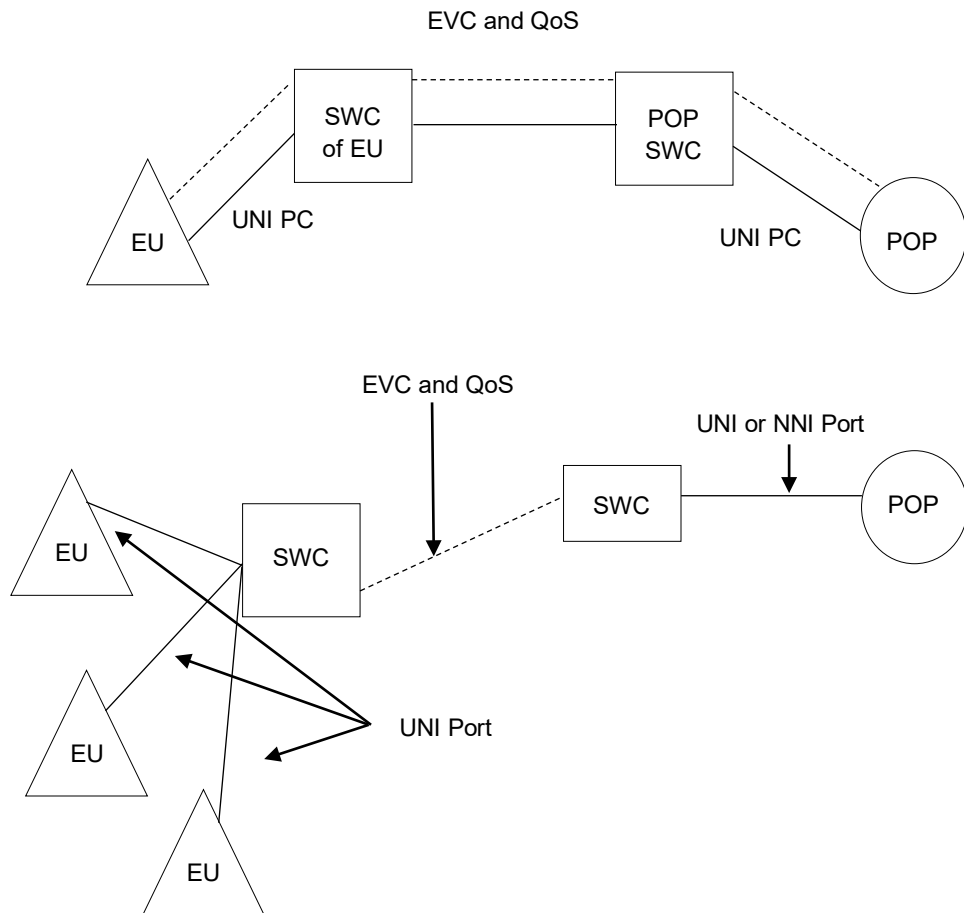 EVC and QoS
SWC
of EU
POP
SWC
UNI PC
EU
UNI PC
POP
EVC and QoS
UNI or NNI Port
SWC
POP
EU
SWC
EU
UNI Port
EU